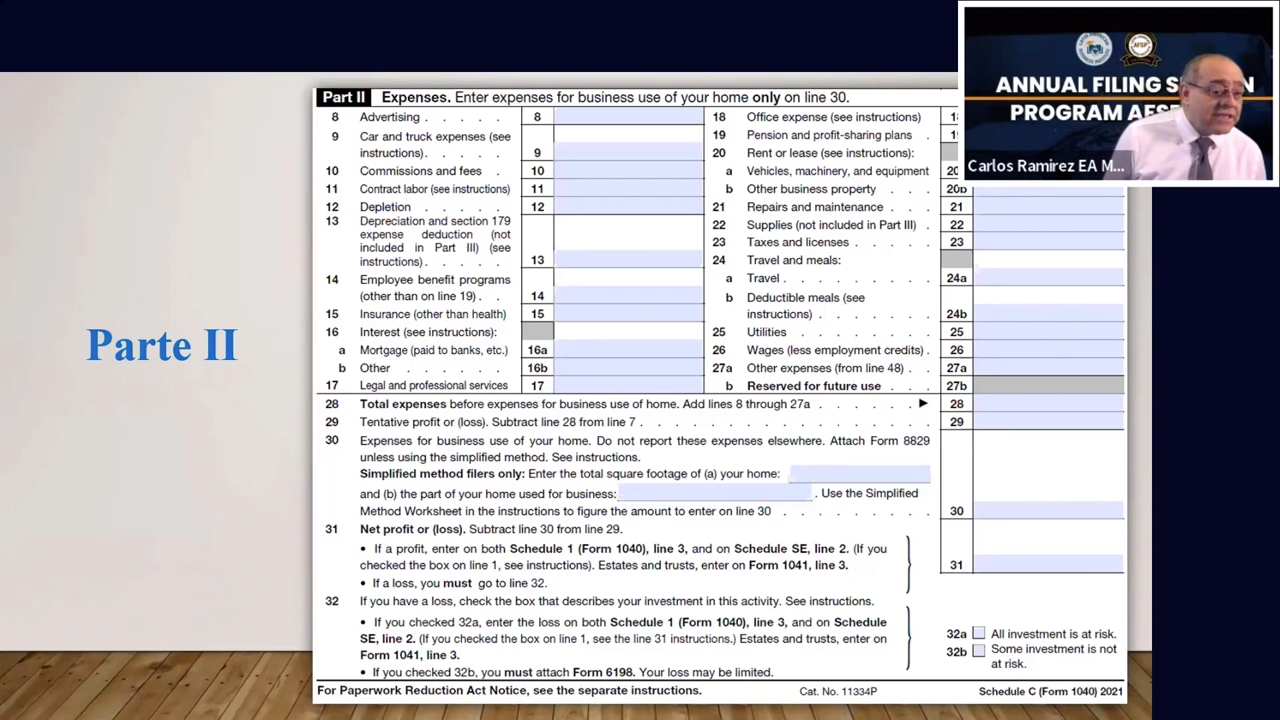 Parte II
Part II Expenses. Enter expenses for business use of your home only on line 30.
8 Advertising . . . . . 8
9 Car and truck expenses (see
instructions). . . . . 9
10 Commissions and fees . 10
11 Contract labor (see instructions) 11
12 Depletion . . . . . 12
13 Depreciation and section 179
expense deduction (not
included in Part III) (see
instructions) . . . . . 13
14 Employee benefit programs
(other than on line 19) . . 14
15 Insurance (other than health) 15
16 Interest (see instructions):
a Mortgage (paid to banks, etc.) 16a
b Other . . . . . . 16b
17 Legal and professional services 17
18 Office expense (see instructions)
19 Pension and profit-sharing plans .
20 Rent or lease (see instructions):
a Vehicles, machinery, and equipment
b Other business property . . . 20b
21 Repairs and maintenance . . . 21
22 Supplies (not included in Part III) . 22
23 Taxes and licenses . . . . . 23
24 Travel and meals:
a Travel . . . . . . . . . 24a
b Deductible meals (see
instructions) . . . . . . . 24b
25 Utilities . . . . . . . . 25
26 Wages (less employment credits) . 26
27a Other expenses (from line 48) . . 27a
b Reserved for future use . . . 27b
28 Total expenses before expenses for business use of home. Add lines 8 through 27a . . . . . . . ▶ 28
29 Tentative profit or (loss). Subtract line 28 from line 7 . . . . . . . . . . . . . . . . . 29
30 Expenses for business use of your home. Do not report these expenses elsewhere. Attach Form 8829
unless using the simplified method. See instructions.
Simplified method filers only: Enter the total square footage of (a) your home:
and (b) the part of your home used for business: . Use the Simplified
Method Worksheet in the instructions to figure the amount to enter on line 30 . . . . . . . . . 30
31 Net profit or (loss). Subtract line 30 from line 29.
• If a profit, enter on both Schedule 1 (Form 1040), line 3, and on Schedule SE, line 2. (If you
checked the box on line 1, see instructions). Estates and trusts, enter on Form 1041, line 3.
31
• If a loss, you must go to line 32.
32 If you have a loss, check the box that describes your investment in this activity. See instructions.
• If you checked 32a, enter the loss on both Schedule 1 (Form 1040), line 3, and on Schedule
SE, line 2. (If you checked the box on line 1, see the line 31 instructions.) Estates and trusts, enter on
Form 1041, line 3.
• If you checked 32b, you must attach Form 6198. Your loss may be limited.
32a All investment is at risk.
32b Some investment is not
at risk.
For Paperwork Reduction Act Notice, see the separate instructions. Cat. No. 11334P Schedule C (Form 1040) 2021
AFSP
ANNUAL FILING
PROGRAM
Carlos Ramirez EA M...